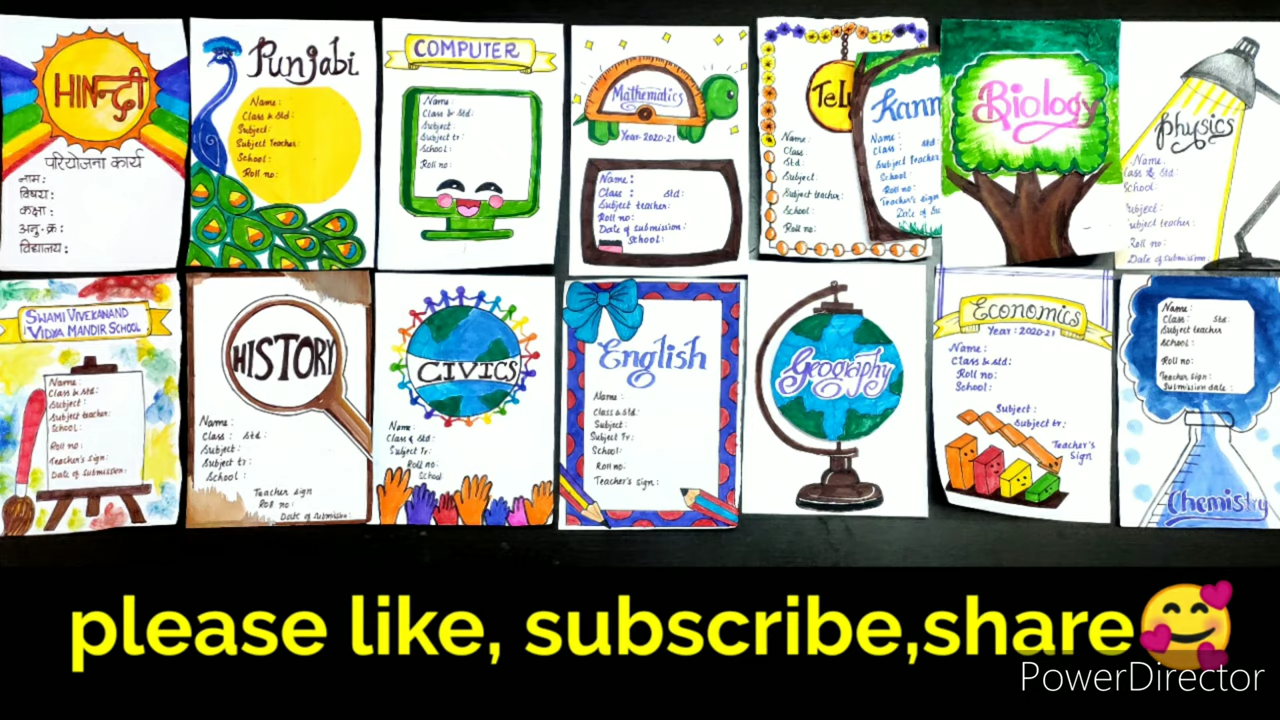 HINन्दी
परियोजना कार्य
नाम :
विषय :
कक्षा :
अनु · क्र :
विद्यालय :
Punjabi
Name :
Class & Std :
Subject :
Subject Teacher :
School :
Roll no :
COMPUTER
Name :
Class & Std :
Subject :
Subject tr :
School :
Roll no :
Mathematics
Year- 2020-21
Name :
Class : Std :
Subject teacher :
Roll no :
Date of submission :
School :
Name :
Class :
Std :
Subject :
Subject teacher :
School :
Roll no :
Name :
Class : std
Subject teacher
School :
Roll no :
Teacher's sign
Biology
physics
Name :
School :
Subject :
Subject teacher :
Roll no :
Date of submission :
SWAMI VIVEKANAND
VIDYA MANDIR SCHOOL
Name :
Class & Std :
Subject :
Subject teacher :
School :
Roll no :
Teacher's Sign :
Date of submission :
HISTORY
Name :
Class : Std :
Subject :
Subject tr :
School :
Teacher sign
Roll no :
Date of submission :
CIVICS
Name :
Class & Std :
Subject Tr :
Roll no :
School
English
Name :
Class & Std :
Subject :
Subject Tr :
School :
Roll no :
Teacher's sign :
Geography
Economics
Year : 2020-21
Name :
Class & Std :
Roll no :
School :
Subject :
Subject tr :
Teacher's
Sign
Name :
Class : Std :
Subject teacher
School :
Roll no :
Teacher sign :
Submission date :
Chemistry
please like, subscribe,share
PowerDirector